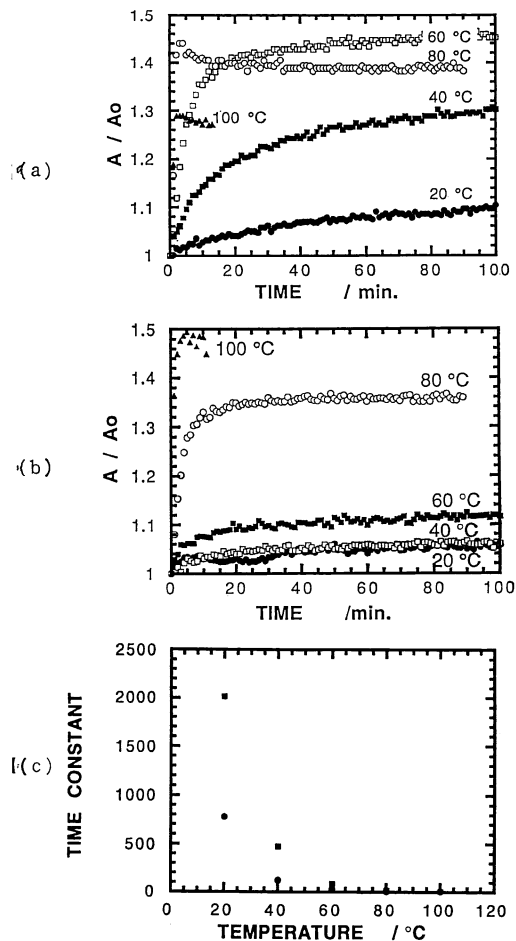 1.5
60 °C
80 °C
1.4
1.3
40 °C
100 °C
A / Ao
(a)
1.2
20 °C
1.1
1
20 40 60 80 100
TIME / min.
1.5
100 °C
1.4
80 °C
1.3
A / Ao
(b)
1.2
60 °C
1.1
40 °C
20 °C
1
0 20 40 60 80 100
TIME /min.
2500
2000
1500
TIME CONSTANT
(c)
1000
500
0
0 20 40 60 80 100 120
TEMPERATURE / °C